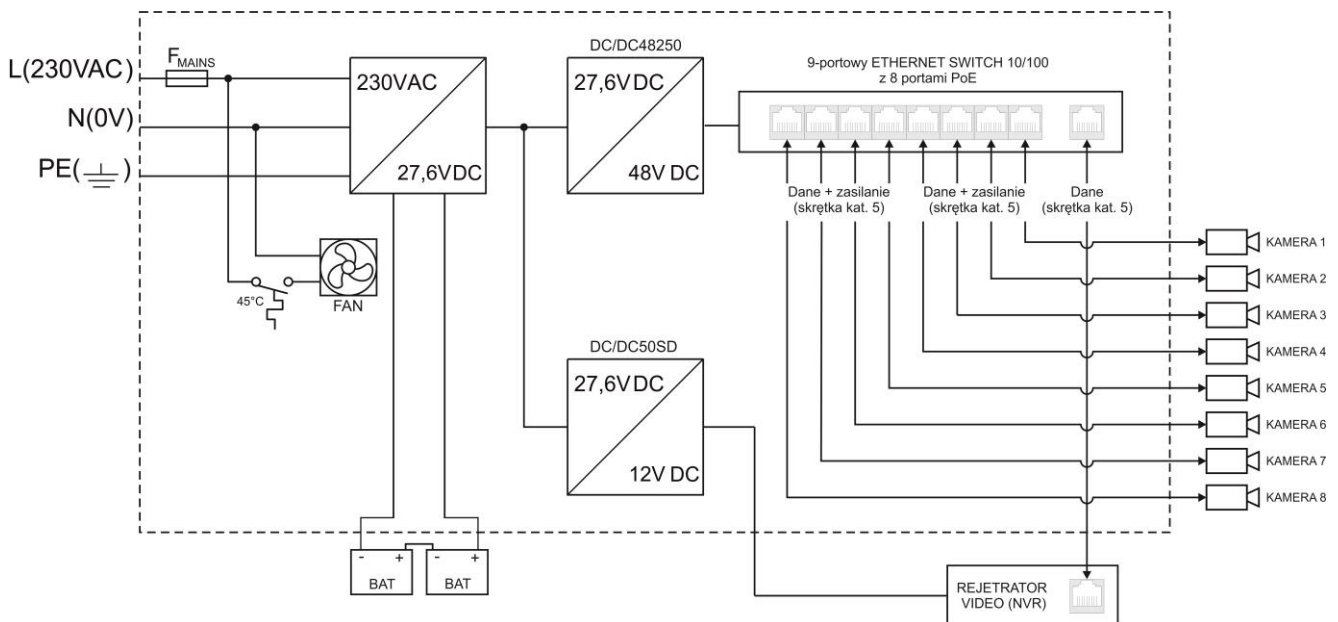 L(230VAC)
F MAINS
N(0V)
PE( )
230VAC
27,6V DC
DC/DC48250
27,6V DC
48V DC
9-portowy ETHERNET SWITCH 10/100
z 8 portami PoE
Dane + zasilanie
(skrętka kat. 5)
Dane + zasilanie
(skrętka kat. 5)
Dane
(skrętka kat. 5)
KAMERA 1
KAMERA 2
KAMERA 3
KAMERA 4
KAMERA 5
KAMERA 6
KAMERA 7
KAMERA 8
45°C
FAN
DC/DC50SD
27,6V DC
12V DC
- +
BAT
- +
BAT
REJETRATOR
VIDEO (NVR)